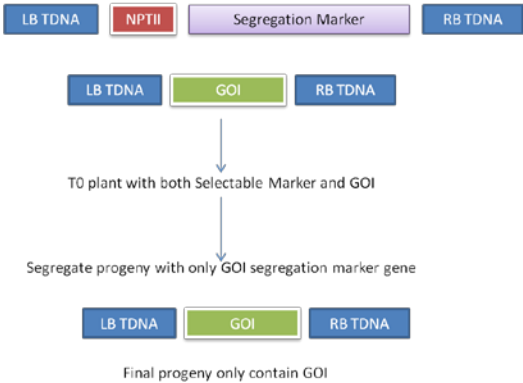 LB TDNA NPTII Segregation Marker RB TDNA
LB TDNA GOI RB TDNA
T0 plant with both Selectable Marker and GOI
Segregate progeny with only GOI segregation marker gene
LB TDNA GOI RB TDNA
Final progeny only contain GOI